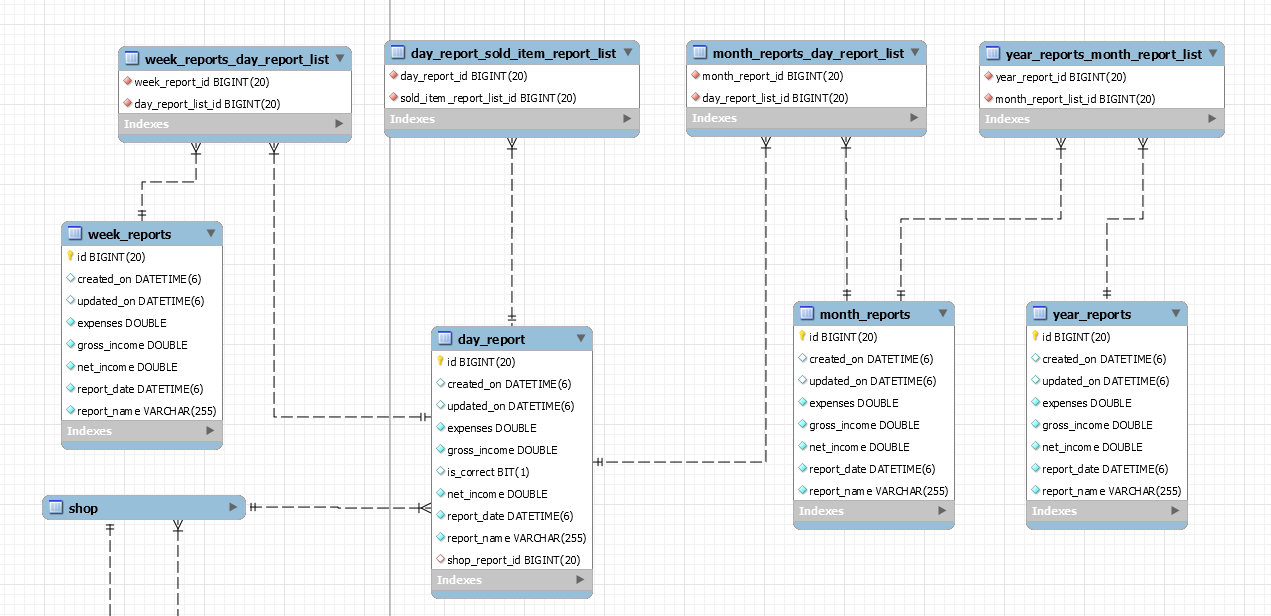 week_reports_day_report_list
week_report_id BIGINT(20)
day_report_list_id BIGINT(20)
Indexes
day_report_sold_item_report_list
day_report_id BIGINT(20)
sold_item_report_list_id BIGINT(20)
Indexes
month_reports_day_report_list
month_report_id BIGINT(20)
day_report_list_id BIGINT(20)
Indexes
year_reports_month_report_list
year_report_id BIGINT(20)
month_report_list_id BIGINT(20)
Indexes
week_reports
id BIGINT(20)
created_on DATETIME(6)
updated_on DATETIME(6)
expenses DOUBLE
gross_income DOUBLE
net_income DOUBLE
report_date DATETIME(6)
report_name VARCHAR(255)
Indexes
shop
day_report
id BIGINT(20)
created_on DATETIME(6)
updated_on DATETIME(6)
expenses DOUBLE
gross_income DOUBLE
is_correct BIT(1)
net_income DOUBLE
report_date DATETIME(6)
report_name VARCHAR(255)
shop_report_id BIGINT(20)
Indexes
month_reports
id BIGINT(20)
created_on DATETIME(6)
updated_on DATETIME(6)
expenses DOUBLE
gross_income DOUBLE
net_income DOUBLE
report_date DATETIME(6)
report_name VARCHAR(255)
Indexes
year_reports
id BIGINT(20)
created_on DATETIME(6)
updated_on DATETIME(6)
expenses DOUBLE
gross_income DOUBLE
net_income DOUBLE
report_date DATETIME(6)
report_name VARCHAR(255)
Indexes